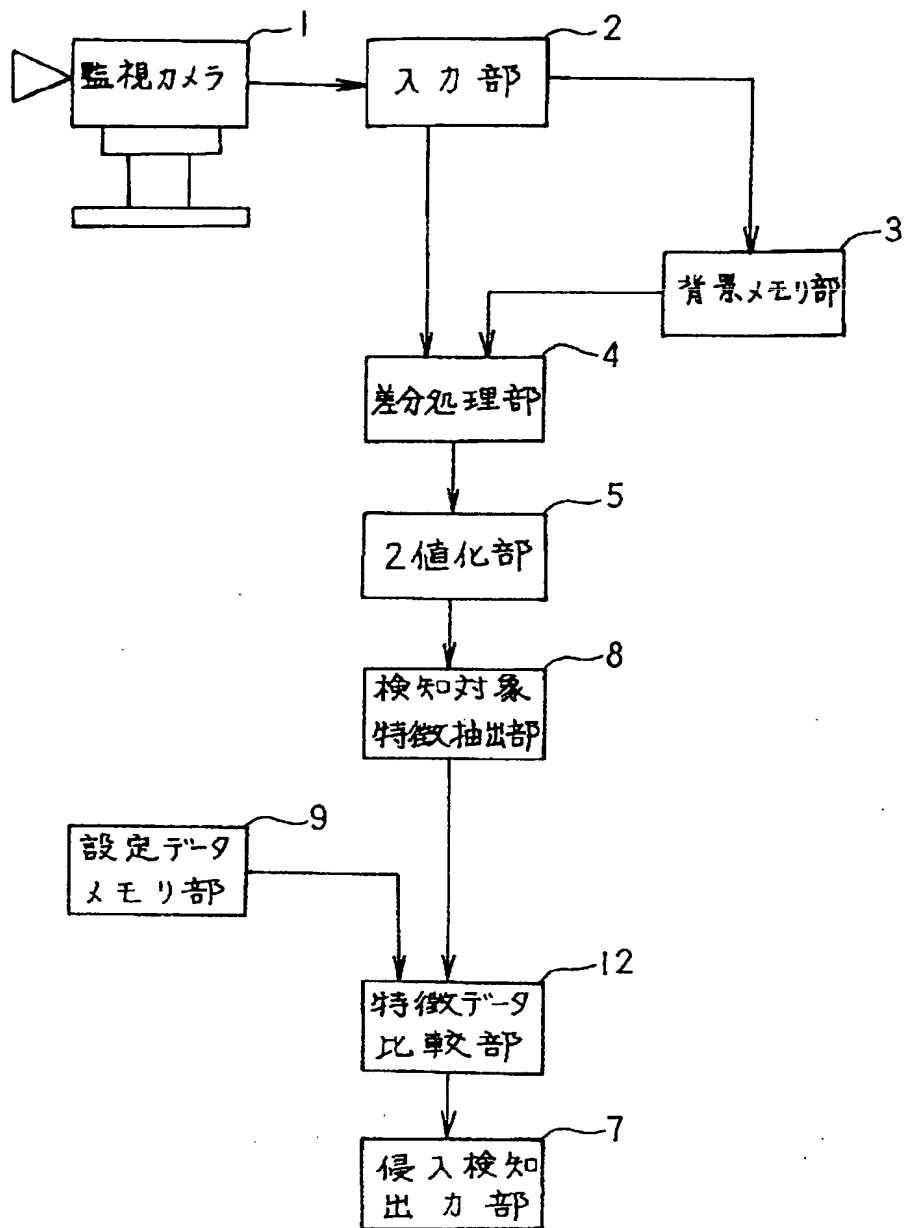 1
監視カメラ
2
入力部
3
背景メモリ部
4
差分処理部
5
2値化部
8
検知対象
特徴抽出部
9
設定データ
メモリ部
12
特徴データ
比較部
7
侵入検知
出力部